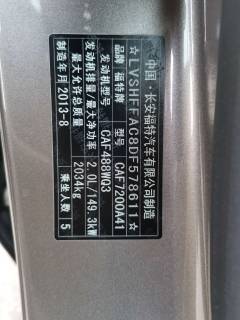 中国·长安福特汽车有限公司制造
☆LVSHFFAC8DF578611☆
品牌 福特牌 型号 CAF7200A41
发动机型号 CAF488WQ3
发动机排量/最大净功率 2.0L/149.3kW
最大允许总质量 2034kg
制造年月 2013-8 乘坐人数 5